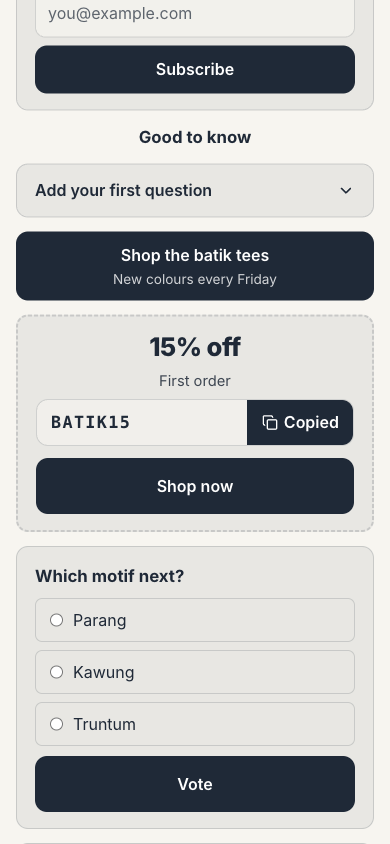 you@example.com
Subscribe
Good to know
Add your first question
Shop the batik tees
New colours every Friday
15% off
First order
BATIK15
Copied
Shop now
Which motif next?
Parang
Kawung
Truntum
Vote